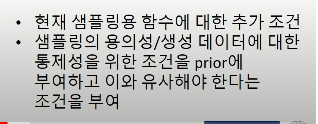 • 현재 샘플링용 함수에 대한 추가 조건
• 샘플링의 용의성/생성 데이터에 대한
통제성을 위한 조건을 prior에
부여하고 이와 유사해야 한다는
조건을 부여